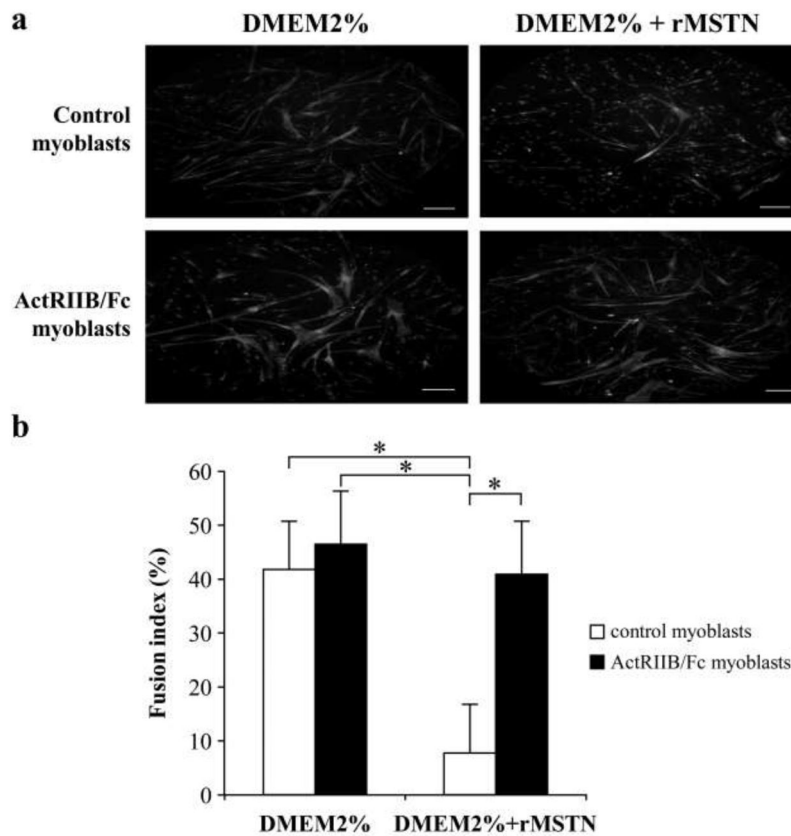 a
DMEM2%
DMEM2% + rMSTN
Control
myoblasts
ActRIIB/Fc
myoblasts
b
*
*
*
60
50
40
30
20
10
0
Fusion index (%)
DMEM2%
DMEM2%+rMSTN
control myoblasts
ActRIIB/Fc myoblasts